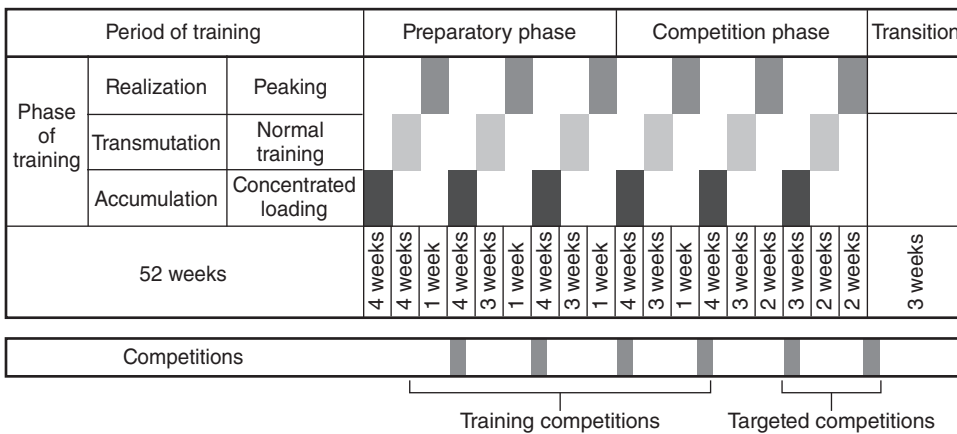 Period of training
Preparatory phase
Competition phase
Transition
Phase
of
training
Realization
Peaking
Transmutation
Normal
training
Accumulation
Concentrated
loading
52 weeks
4 weeks
4 weeks
1 week
4 weeks
3 weeks
1 week
4 weeks
3 weeks
1 week
4 weeks
3 weeks
1 week
4 weeks
3 weeks
2 weeks
3 weeks
2 weeks
2 weeks
3 weeks
Competitions
Training competitions
Targeted competitions